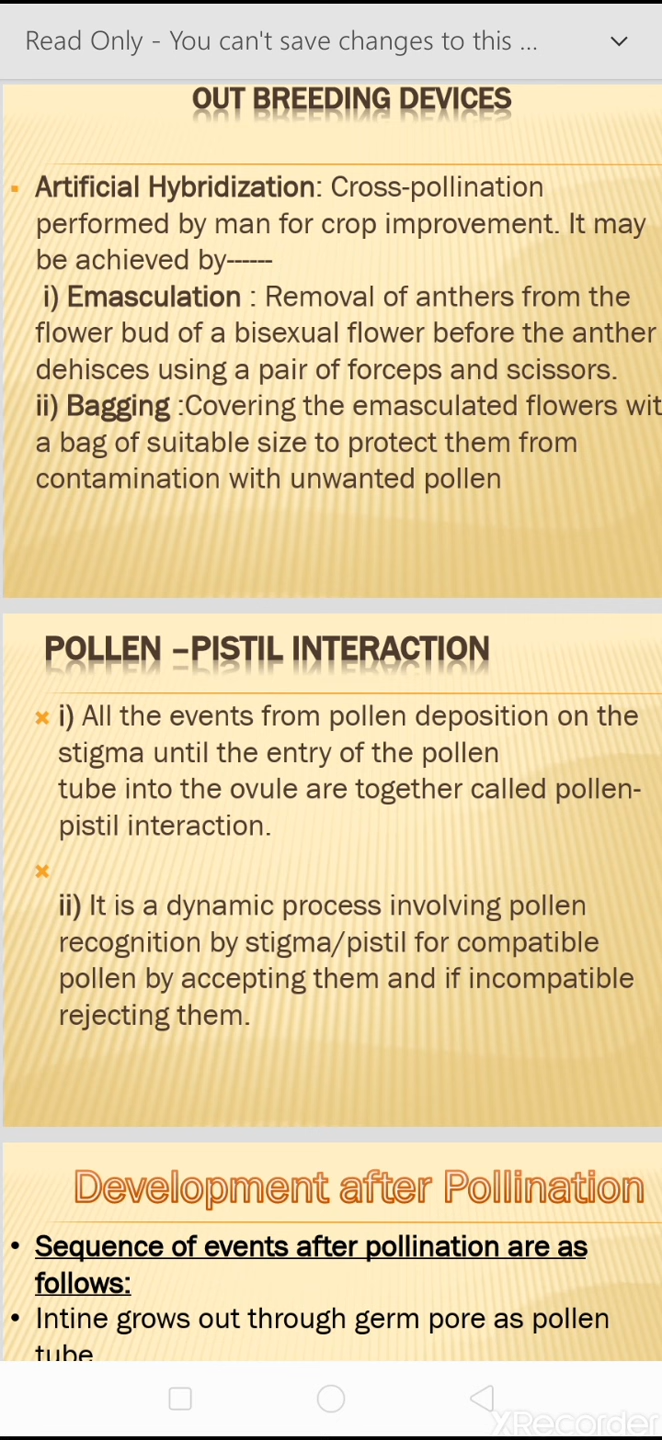 Read Only - You can't save changes to this ...
OUT BREEDING DEVICES
Artificial Hybridization: Cross-pollination
performed by man for crop improvement. It may
be achieved by------
i) Emasculation : Removal of anthers from the
flower bud of a bisexual flower before the anther
dehisces using a pair of forceps and scissors.
ii) Bagging :Covering the emasculated flowers wit
a bag of suitable size to protect them from
contamination with unwanted pollen
POLLEN –PISTIL INTERACTION
i) All the events from pollen deposition on the
stigma until the entry of the pollen
tube into the ovule are together called pollen-
pistil interaction.
ii) It is a dynamic process involving pollen
recognition by stigma/pistil for compatible
pollen by accepting them and if incompatible
rejecting them.
Development after Pollination
• Sequence of events after pollination are as
follows:
• Intine grows out through germ pore as pollen
tube
XRecorder